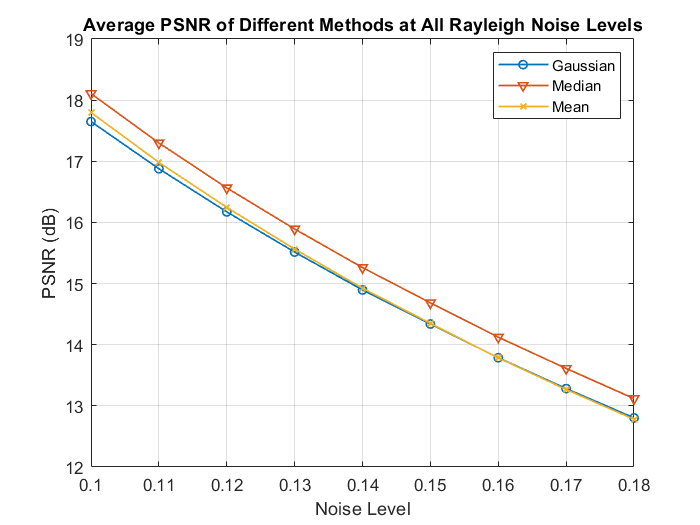 Average PSNR of Different Methods at All Rayleigh Noise Levels
19
18
17
16
15
14
13
12
PSNR (dB)
Gaussian
Median
Mean
0.1 0.11 0.12 0.13 0.14 0.15 0.16 0.17 0.18
Noise Level